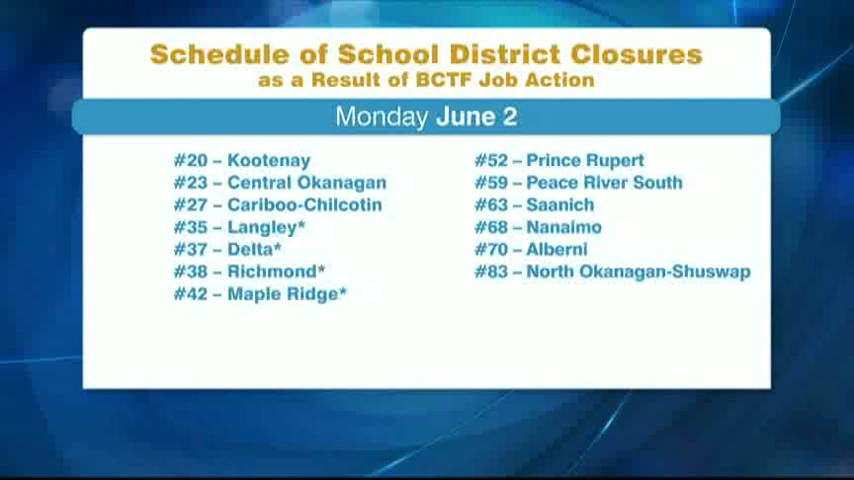 Schedule of School District Closures
as a Result of BCTF Job Action
Monday June 2
#20 – Kootenay
#23 – Central Okanagan
#27 – Cariboo-Chilcotin
#35 – Langley*
#37 – Delta*
#38 – Richmond*
#42 – Maple Ridge*
#52 – Prince Rupert
#59 – Peace River South
#63 – Saanich
#68 – Nanaimo
#70 – Alberni
#83 – North Okanagan-Shuswap